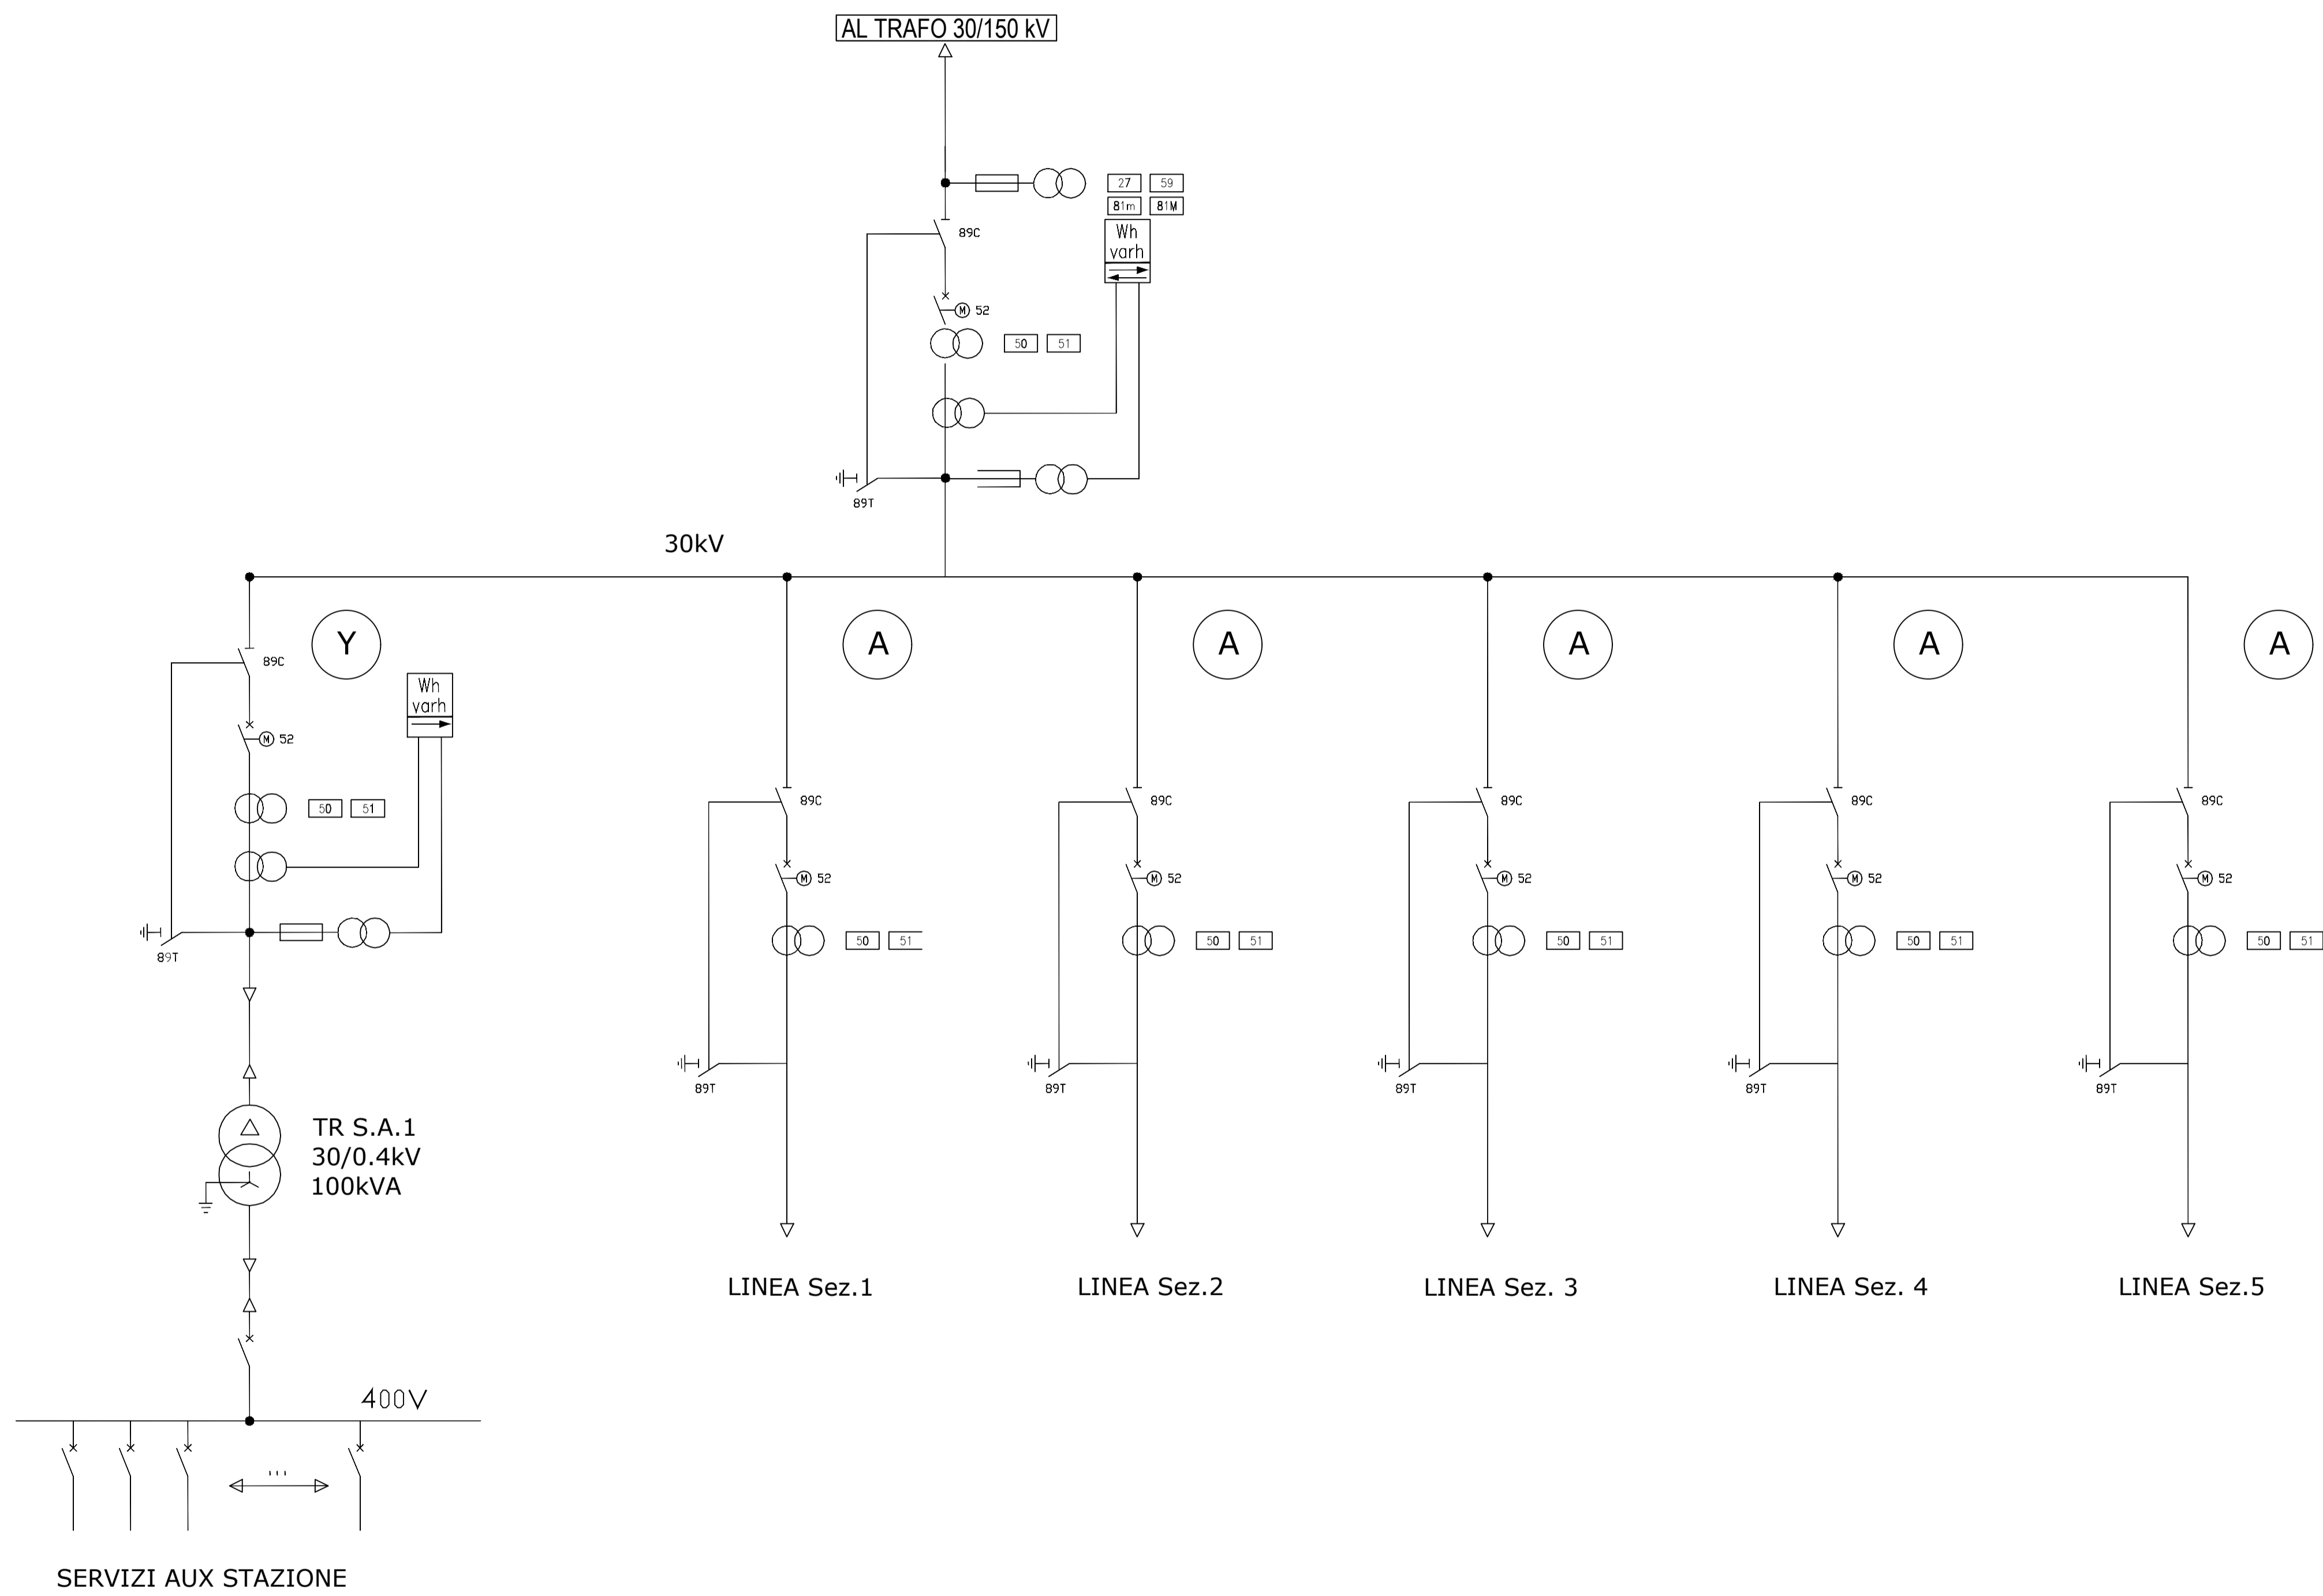 AL TRAFO 30/150 kV
27 59
81m 81M
Wh
varh
89C
M 52
50 51
89T
30kV
Y
A
A
A
A
A
89C
Wh
varh
M 52
50 51
89T
89C
89C
89C
89C
89C
M 52
M 52
M 52
M 52
M 52
50 51
50 51
50 51
50 51
50 51
89T
89T
89T
89T
89T
TR S.A.1
30/0.4kV
100kVA
LINEA Sez.1
LINEA Sez.2
LINEA Sez. 3
LINEA Sez. 4
LINEA Sez.5
400V
SERVIZI AUX STAZIONE